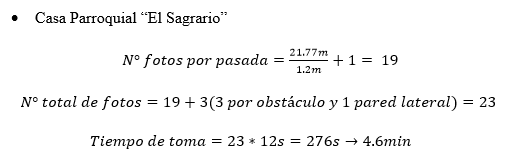 • Casa Parroquial “El Sagrario”
N° fotos por pasada = 21.77m/1.2m + 1 = 19
N° total de fotos = 19 + 3(3 por obstáculo y 1 pared lateral) = 23
Tiempo de toma = 23 * 12s = 276s → 4.6min